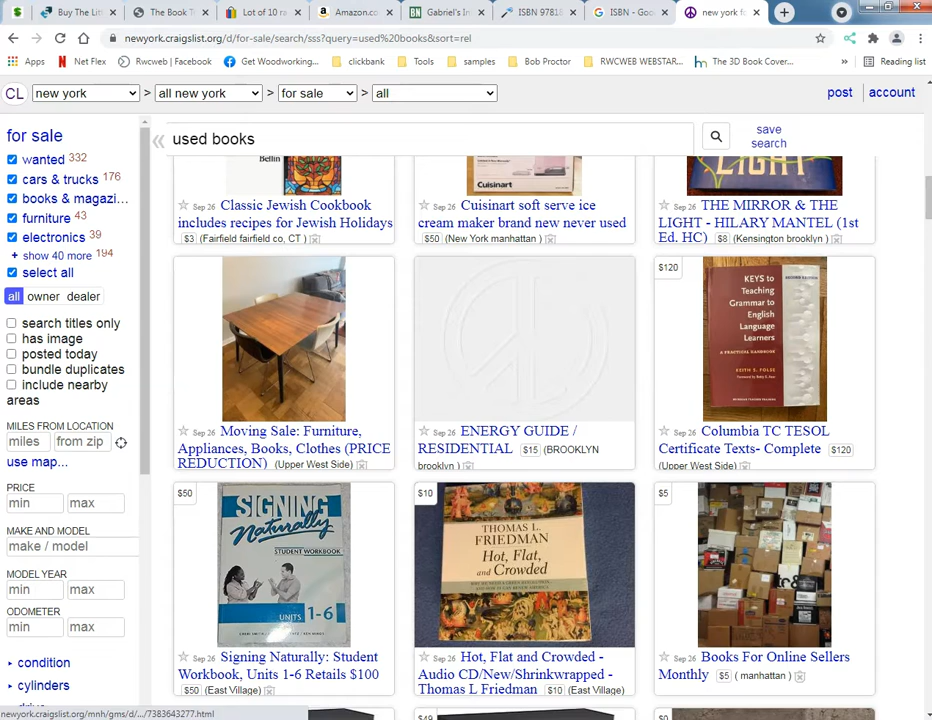 Buy The Litt
The Book T
Lot of 10 ra
Amazon.co
Gabriel's In
ISBN 9781
ISBN - Goo
new york fo
newyork.craigslist.org/d/for-sale/search/sss?query=used%20books&sort=rel
Apps
Net Flex
Rwcweb | Facebook
Get Woodworking...
clickbank
Tools
samples
Bob Proctor
RWCWEB WEBSTAR...
The 3D Book Cover...
»
Reading list
CL new york > all new york > for sale > all
post
account
for sale
« used books
save
search
wanted 332
cars & trucks 176
books & magazi...
furniture 43
electronics 39
+ show 40 more 194
select all
all owner dealer
search titles only
has image
posted today
bundle duplicates
include nearby
areas
MILES FROM LOCATION
miles from zip
use map...
PRICE
min max
MAKE AND MODEL
make / model
MODEL YEAR
min max
ODOMETER
min max
condition
cylinders
Bellin
Sep 26 Classic Jewish Cookbook
includes recipes for Jewish Holidays
$3 (Fairfield fairfield co, CT )
Cuisinart
Sep 26 Cuisinart soft serve ice
cream maker brand new never used
$50 (New York manhattan )
LIGHT
Sep 26 THE MIRROR & THE
LIGHT - HILARY MANTEL (1st
Ed. HC) $8 (Kensington brooklyn )
Sep 26 Moving Sale: Furniture,
Appliances, Books, Clothes (PRICE
REDUCTION) (Upper West Side)
Sep 26 ENERGY GUIDE /
RESIDENTIAL $15 (BROOKLYN
brooklyn )
$120
KEYS to
Teaching
Grammar to
English
Language
Learners
A PRACTICAL HANDBOOK
KEITH S. FOLSE
SECOND EDITION
Sep 26 Columbia TC TESOL
Certificate Texts- Complete $120
(Upper West Side)
$50
SIGNING
Naturally
STUDENT WORKBOOK
UNITS 1-6
Sep 26 Signing Naturally: Student
Workbook, Units 1-6 Retails $100
$50 (East Village)
$10
THOMAS L.
FRIEDMAN
Hot, Flat,
and Crowded
Sep 26 Hot, Flat and Crowded -
Audio CD/New/Shrinkwrapped -
Thomas L Friedman $10 (East Village)
$5
Sep 26 Books For Online Sellers
Monthly $5 ( manhattan )
$49
$0
newyork.craigslist.org/mnh/gms/d/.../7383643277.html